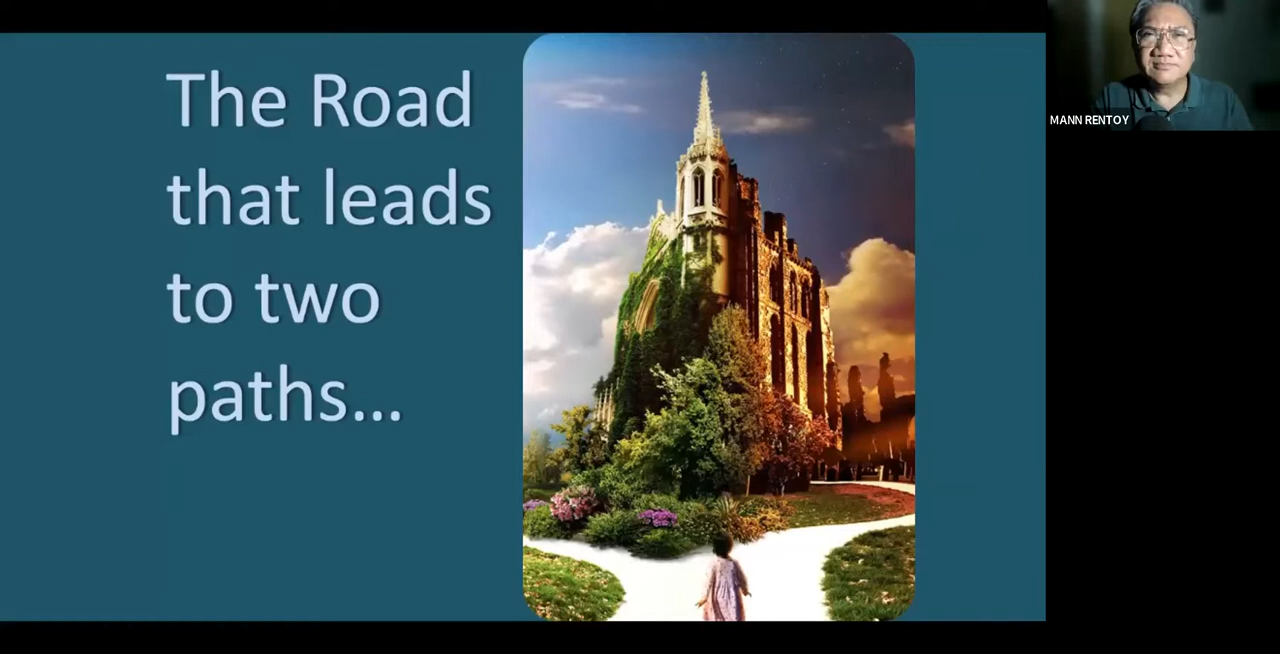 The Road
that leads
to two
paths...
MANN RENTOY